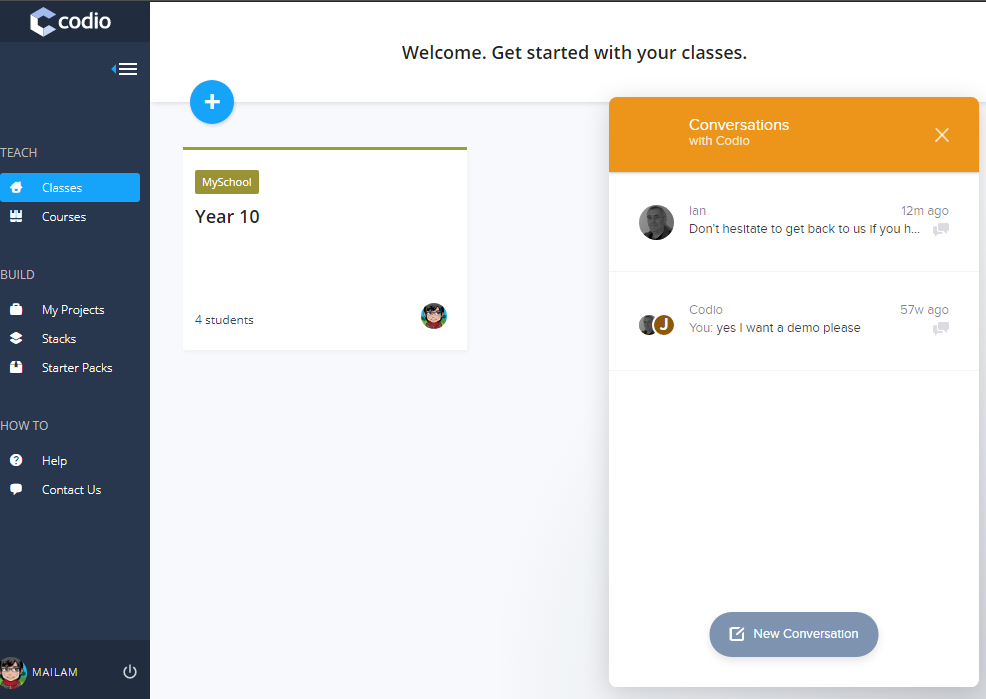 codio
Welcome. Get started with your classes.
TEACH
Classes
Courses
BUILD
My Projects
Stacks
Starter Packs
HOW TO
Help
Contact Us
MAILAM
MySchool
Year 10
4 students
Conversations
with Codio
Ian 12m ago
Don't hesitate to get back to us if you h...
Codio 57w ago
J
You: yes I want a demo please
New Conversation